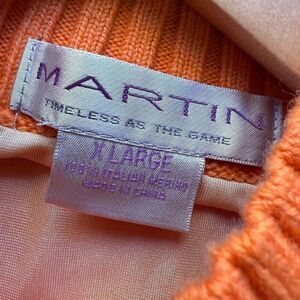 MARTIN
TIMELESS AS THE GAME
X LARGE
100% ITALIAN MERINO
MADE IN CHINA